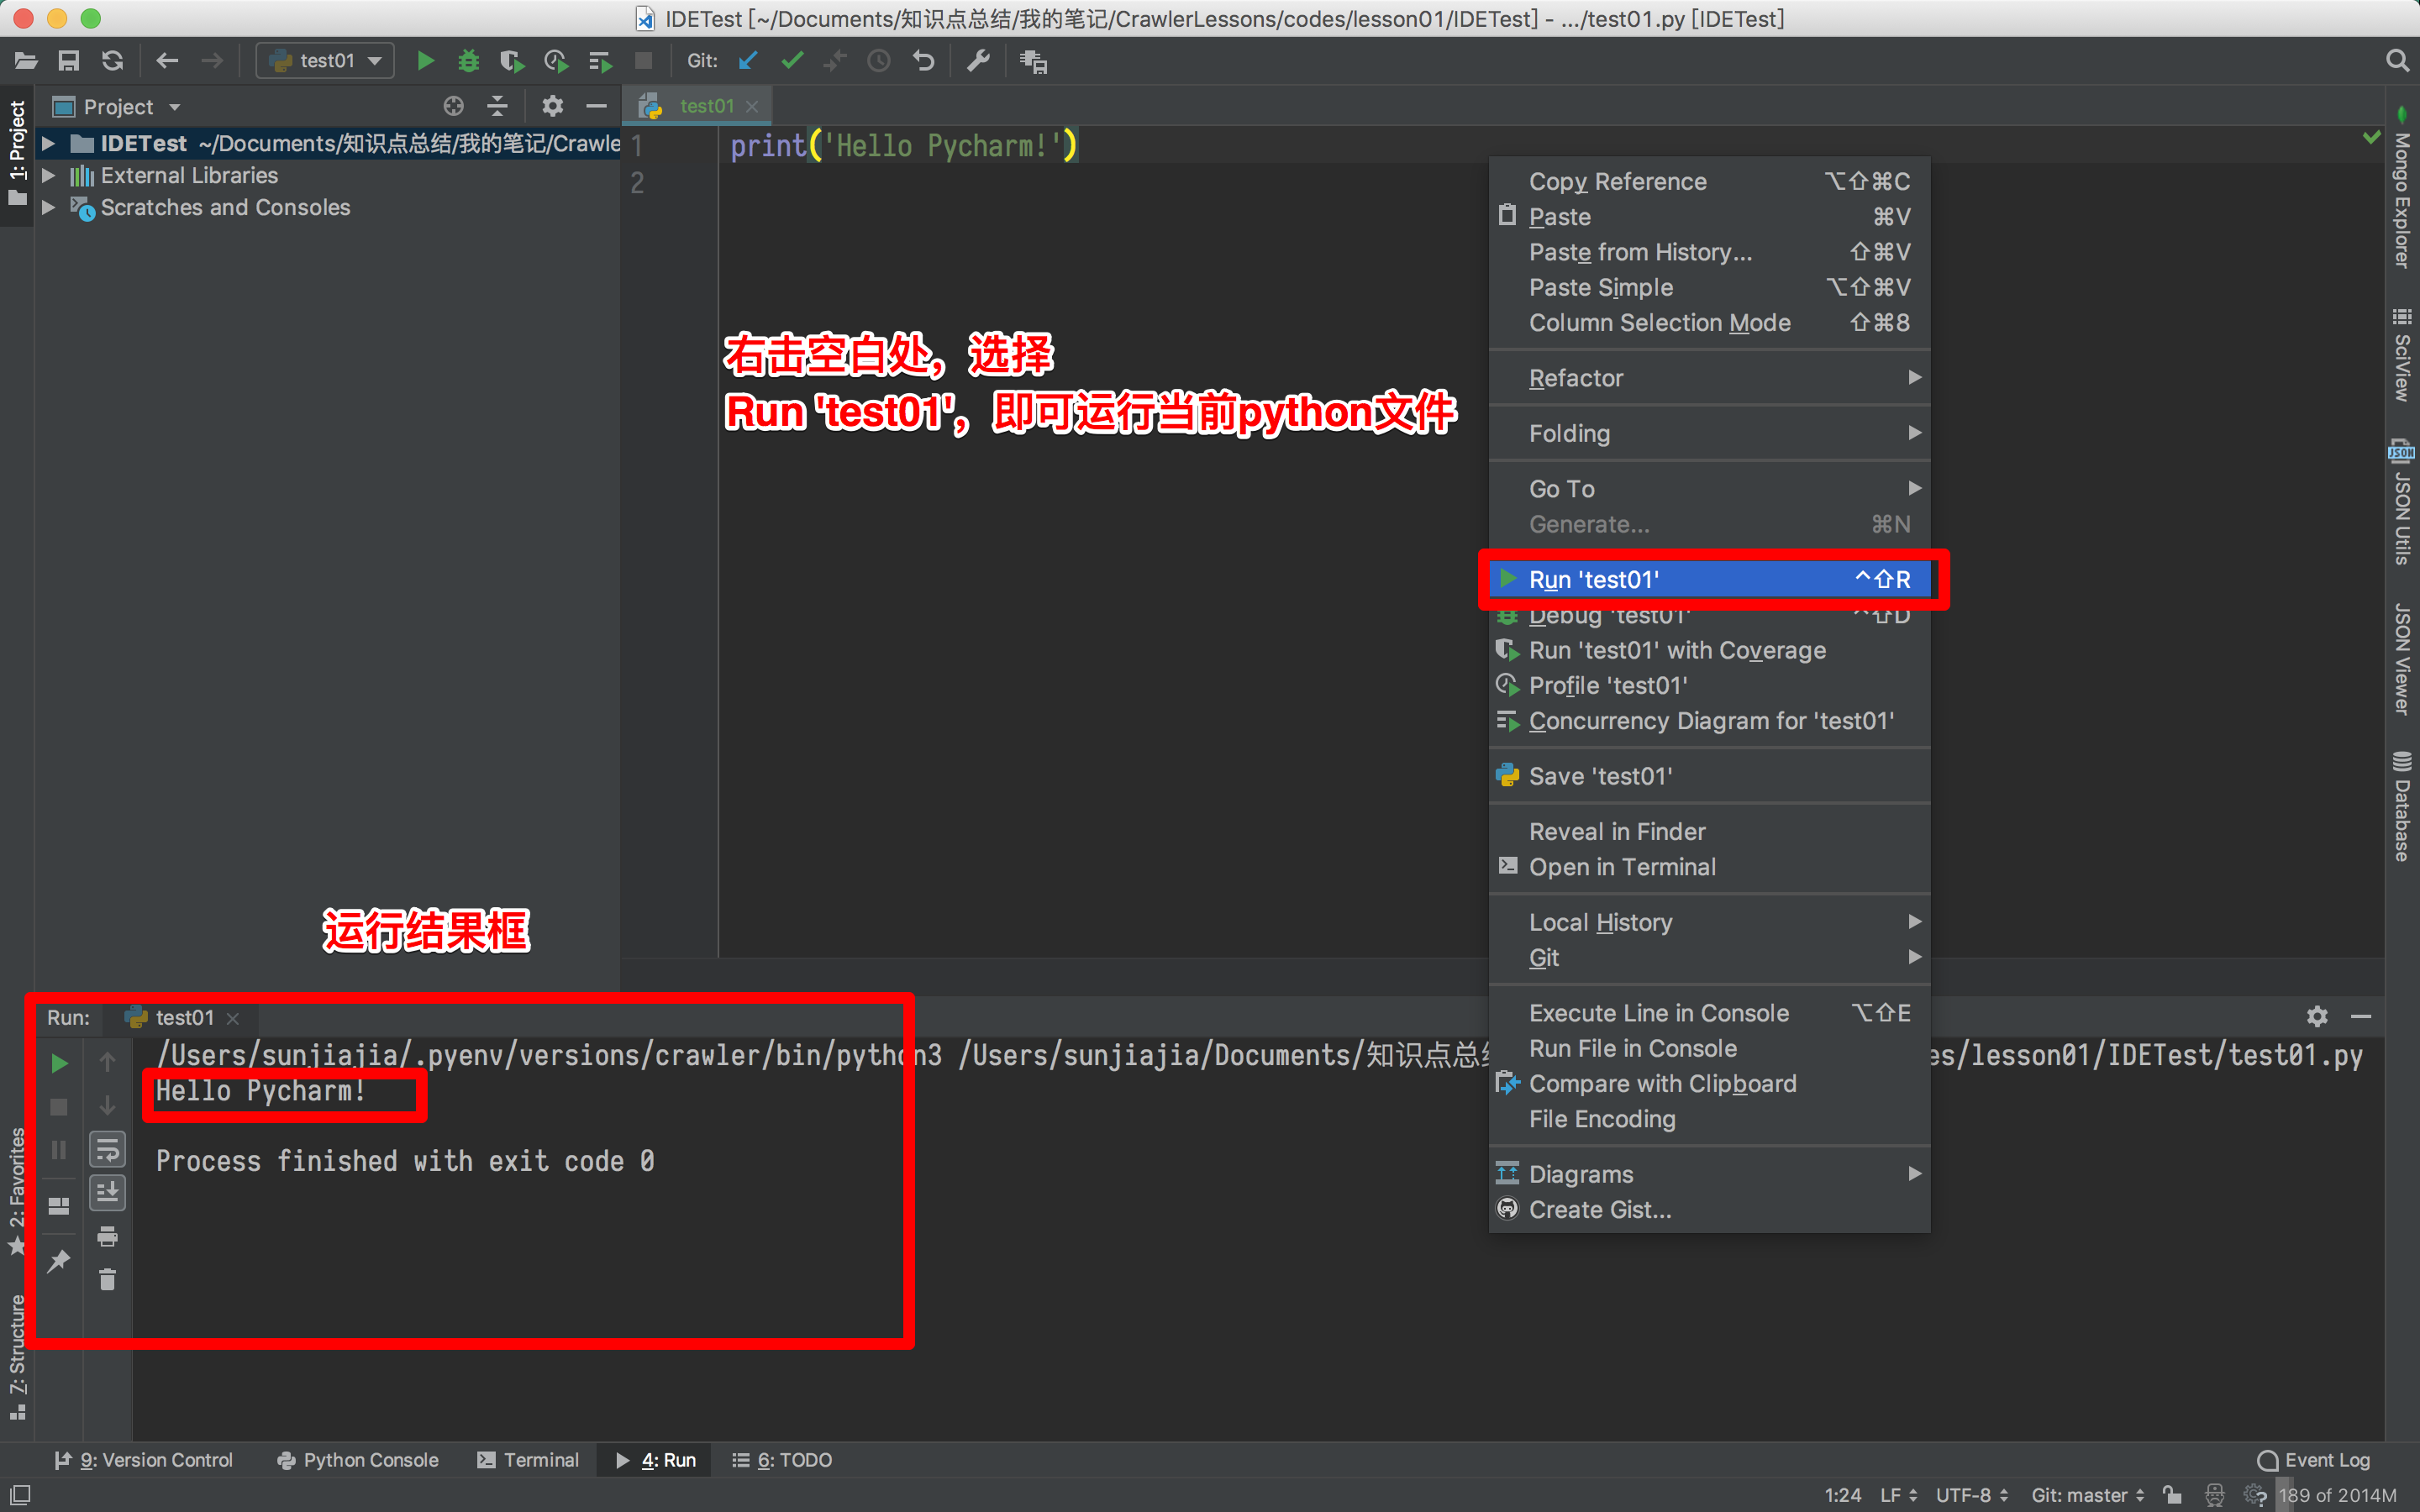 IDETest [~/Documents/知识点总结/我的笔记/CrawlerLessons/codes/lesson01/IDETest] - .../test01.py [IDETest]
test01
Git:
1: Project
Project
IDETest ~/Documents/知识点总结/我的笔记/Crawle
External Libraries
Scratches and Consoles
test01
1 print('Hello Pycharm!')
2
右击空白处，选择
Run 'test01'，即可运行当前python文件
Copy Reference ⌥⇧⌘C
Paste ⌘V
Paste from History... ⇧⌘V
Paste Simple ⌥⇧⌘V
Column Selection Mode ⇧⌘8
Refactor
Folding
Go To
Generate... ⌘N
Run 'test01' ^⇧R
Debug 'test01' ^⇧D
Run 'test01' with Coverage
Profile 'test01'
Concurrency Diagram for 'test01'
Save 'test01'
Reveal in Finder
Open in Terminal
Local History
Git
Execute Line in Console ⌥⇧E
Run File in Console
Compare with Clipboard
File Encoding
Diagrams
Create Gist...
Mongo Explorer
SciView
JSON
JSON Utils
JSON Viewer
Database
运行结果框
Run: test01
/Users/sunjiajia/.pyenv/versions/crawler/bin/python3 /Users/sunjiajia/Documents/知识点总 es/lesson01/IDETest/test01.py
Hello Pycharm!
Process finished with exit code 0
2: Favorites
7: Structure
9: Version Control
Python Console
Terminal
4: Run
6: TODO
Event Log
1:24 LF UTF-8 Git: master 189 of 2014M